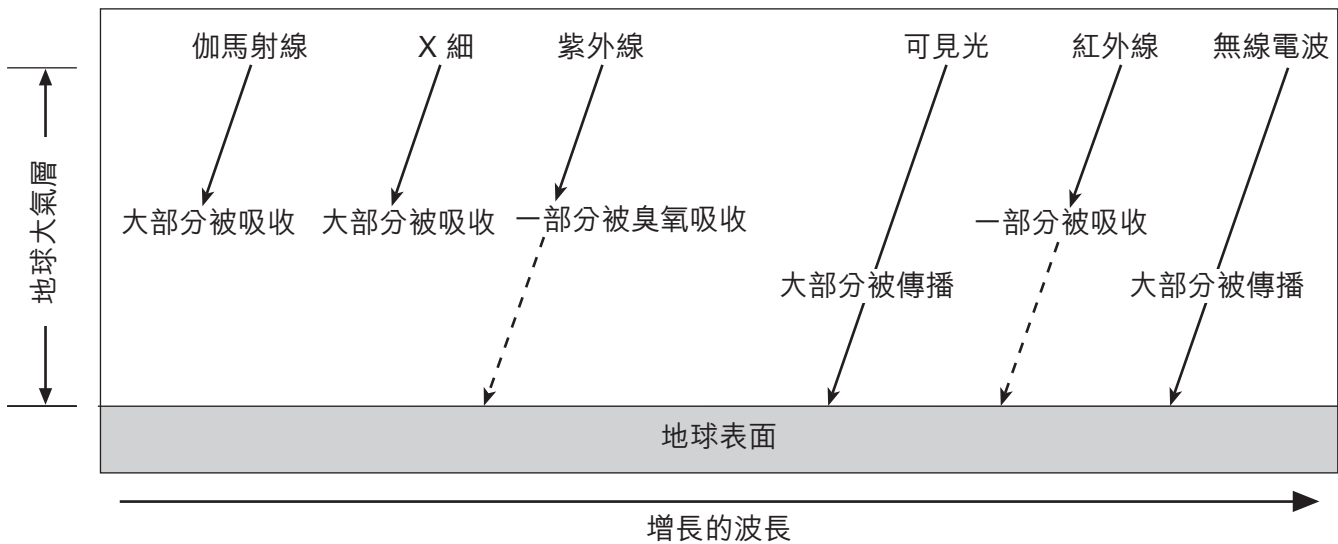 伽馬射線
X 細
紫外線
可見光
紅外線
無線電波
地球大氣層
大部分被吸收
大部分被吸收
一部分被臭氧吸收
一部分被吸收
大部分被傳播
大部分被傳播
地球表面
增長的波長